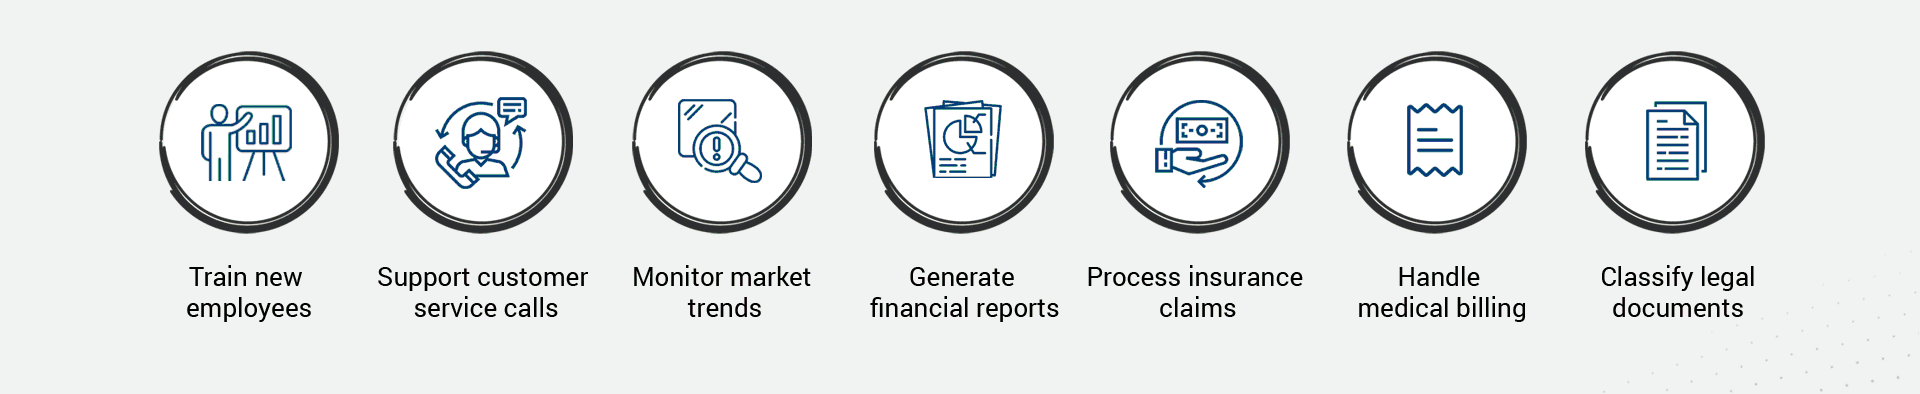 Train new
employees
Support customer
service calls
Monitor market
trends
Generate
financial reports
Process insurance
claims
Handle
medical billing
Classify legal
documents